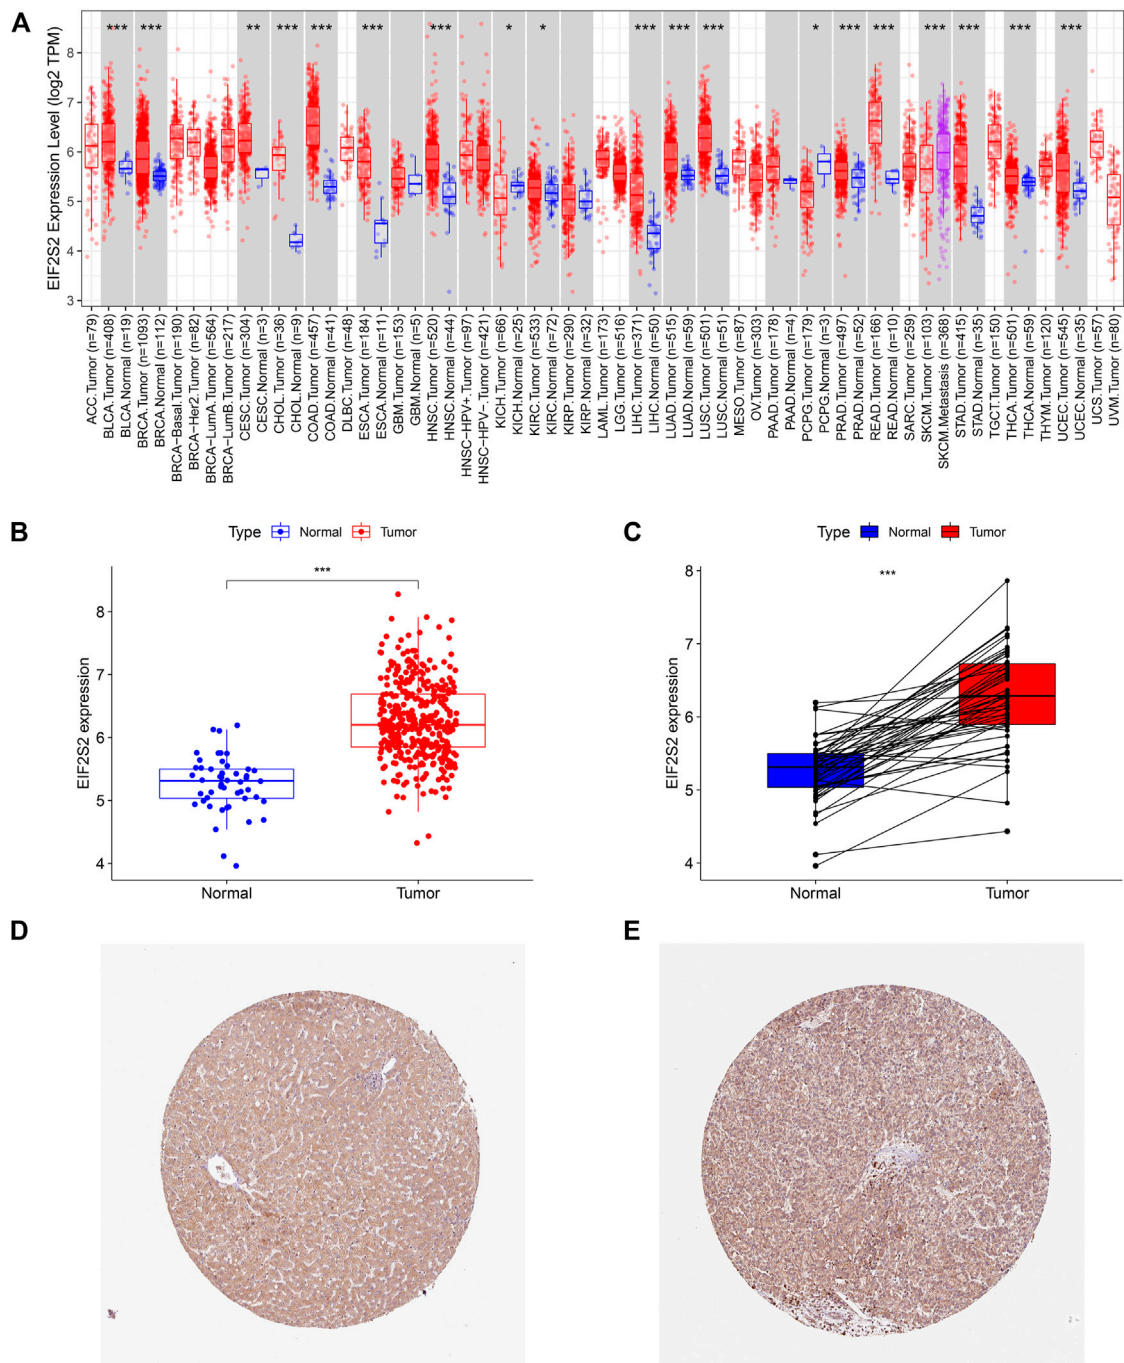 A
EIF2S2 Expression Level (log2 TPM)
*** *** ** *** *** *** *** * * *** *** *** * *** *** *** *** *** ***
8
7
6
5
4
3
ACC.Tumor (n=79)
BLCA.Tumor (n=408)
BLCA.Normal (n=19)
BRCA.Tumor (n=1093)
BRCA.Normal (n=112)
BRCA-Basal.Tumor (n=190)
BRCA-Her2.Tumor (n=82)
BRCA-LumA.Tumor (n=564)
BRCA-LumB.Tumor (n=217)
CESC.Tumor (n=304)
CESC.Normal (n=3)
CHOL.Tumor (n=36)
CHOL.Normal (n=9)
COAD.Tumor (n=457)
COAD.Normal (n=41)
DLBC.Tumor (n=48)
ESCA.Tumor (n=184)
ESCA.Normal (n=11)
GBM.Tumor (n=153)
GBM.Normal (n=5)
HNSC.Tumor (n=520)
HNSC.Normal (n=44)
HNSC-HPV+.Tumor (n=97)
HNSC-HPV-.Tumor (n=421)
KICH.Tumor (n=66)
KICH.Normal (n=25)
KIRC.Tumor (n=533)
KIRC.Normal (n=72)
KIRP.Tumor (n=290)
KIRP.Normal (n=32)
LAML.Tumor (n=173)
LGG.Tumor (n=516)
LIHC.Tumor (n=371)
LIHC.Normal (n=50)
LUAD.Tumor (n=515)
LUAD.Normal (n=59)
LUSC.Tumor (n=501)
LUSC.Normal (n=51)
MESO.Tumor (n=87)
OV.Tumor (n=303)
PAAD.Tumor (n=178)
PAAD.Normal (n=4)
PCPG.Tumor (n=179)
PCPG.Normal (n=3)
PRAD.Tumor (n=497)
PRAD.Normal (n=52)
READ.Tumor (n=166)
READ.Normal (n=10)
SARC.Tumor (n=259)
SKCM.Tumor (n=103)
SKCM.Metastasis (n=368)
STAD.Tumor (n=415)
STAD.Normal (n=35)
TGCT.Tumor (n=150)
THCA.Tumor (n=501)
THCA.Normal (n=59)
THYM.Tumor (n=120)
UCEC.Tumor (n=545)
UCEC.Normal (n=35)
UCS.Tumor (n=57)
UVM.Tumor (n=80)
B
Type Normal Tumor
***
EIF2S2 expression
8
7
6
5
4
Normal Tumor
C
Type Normal Tumor
***
EIF2S2 expression
8
7
6
5
4
Normal Tumor
D
E